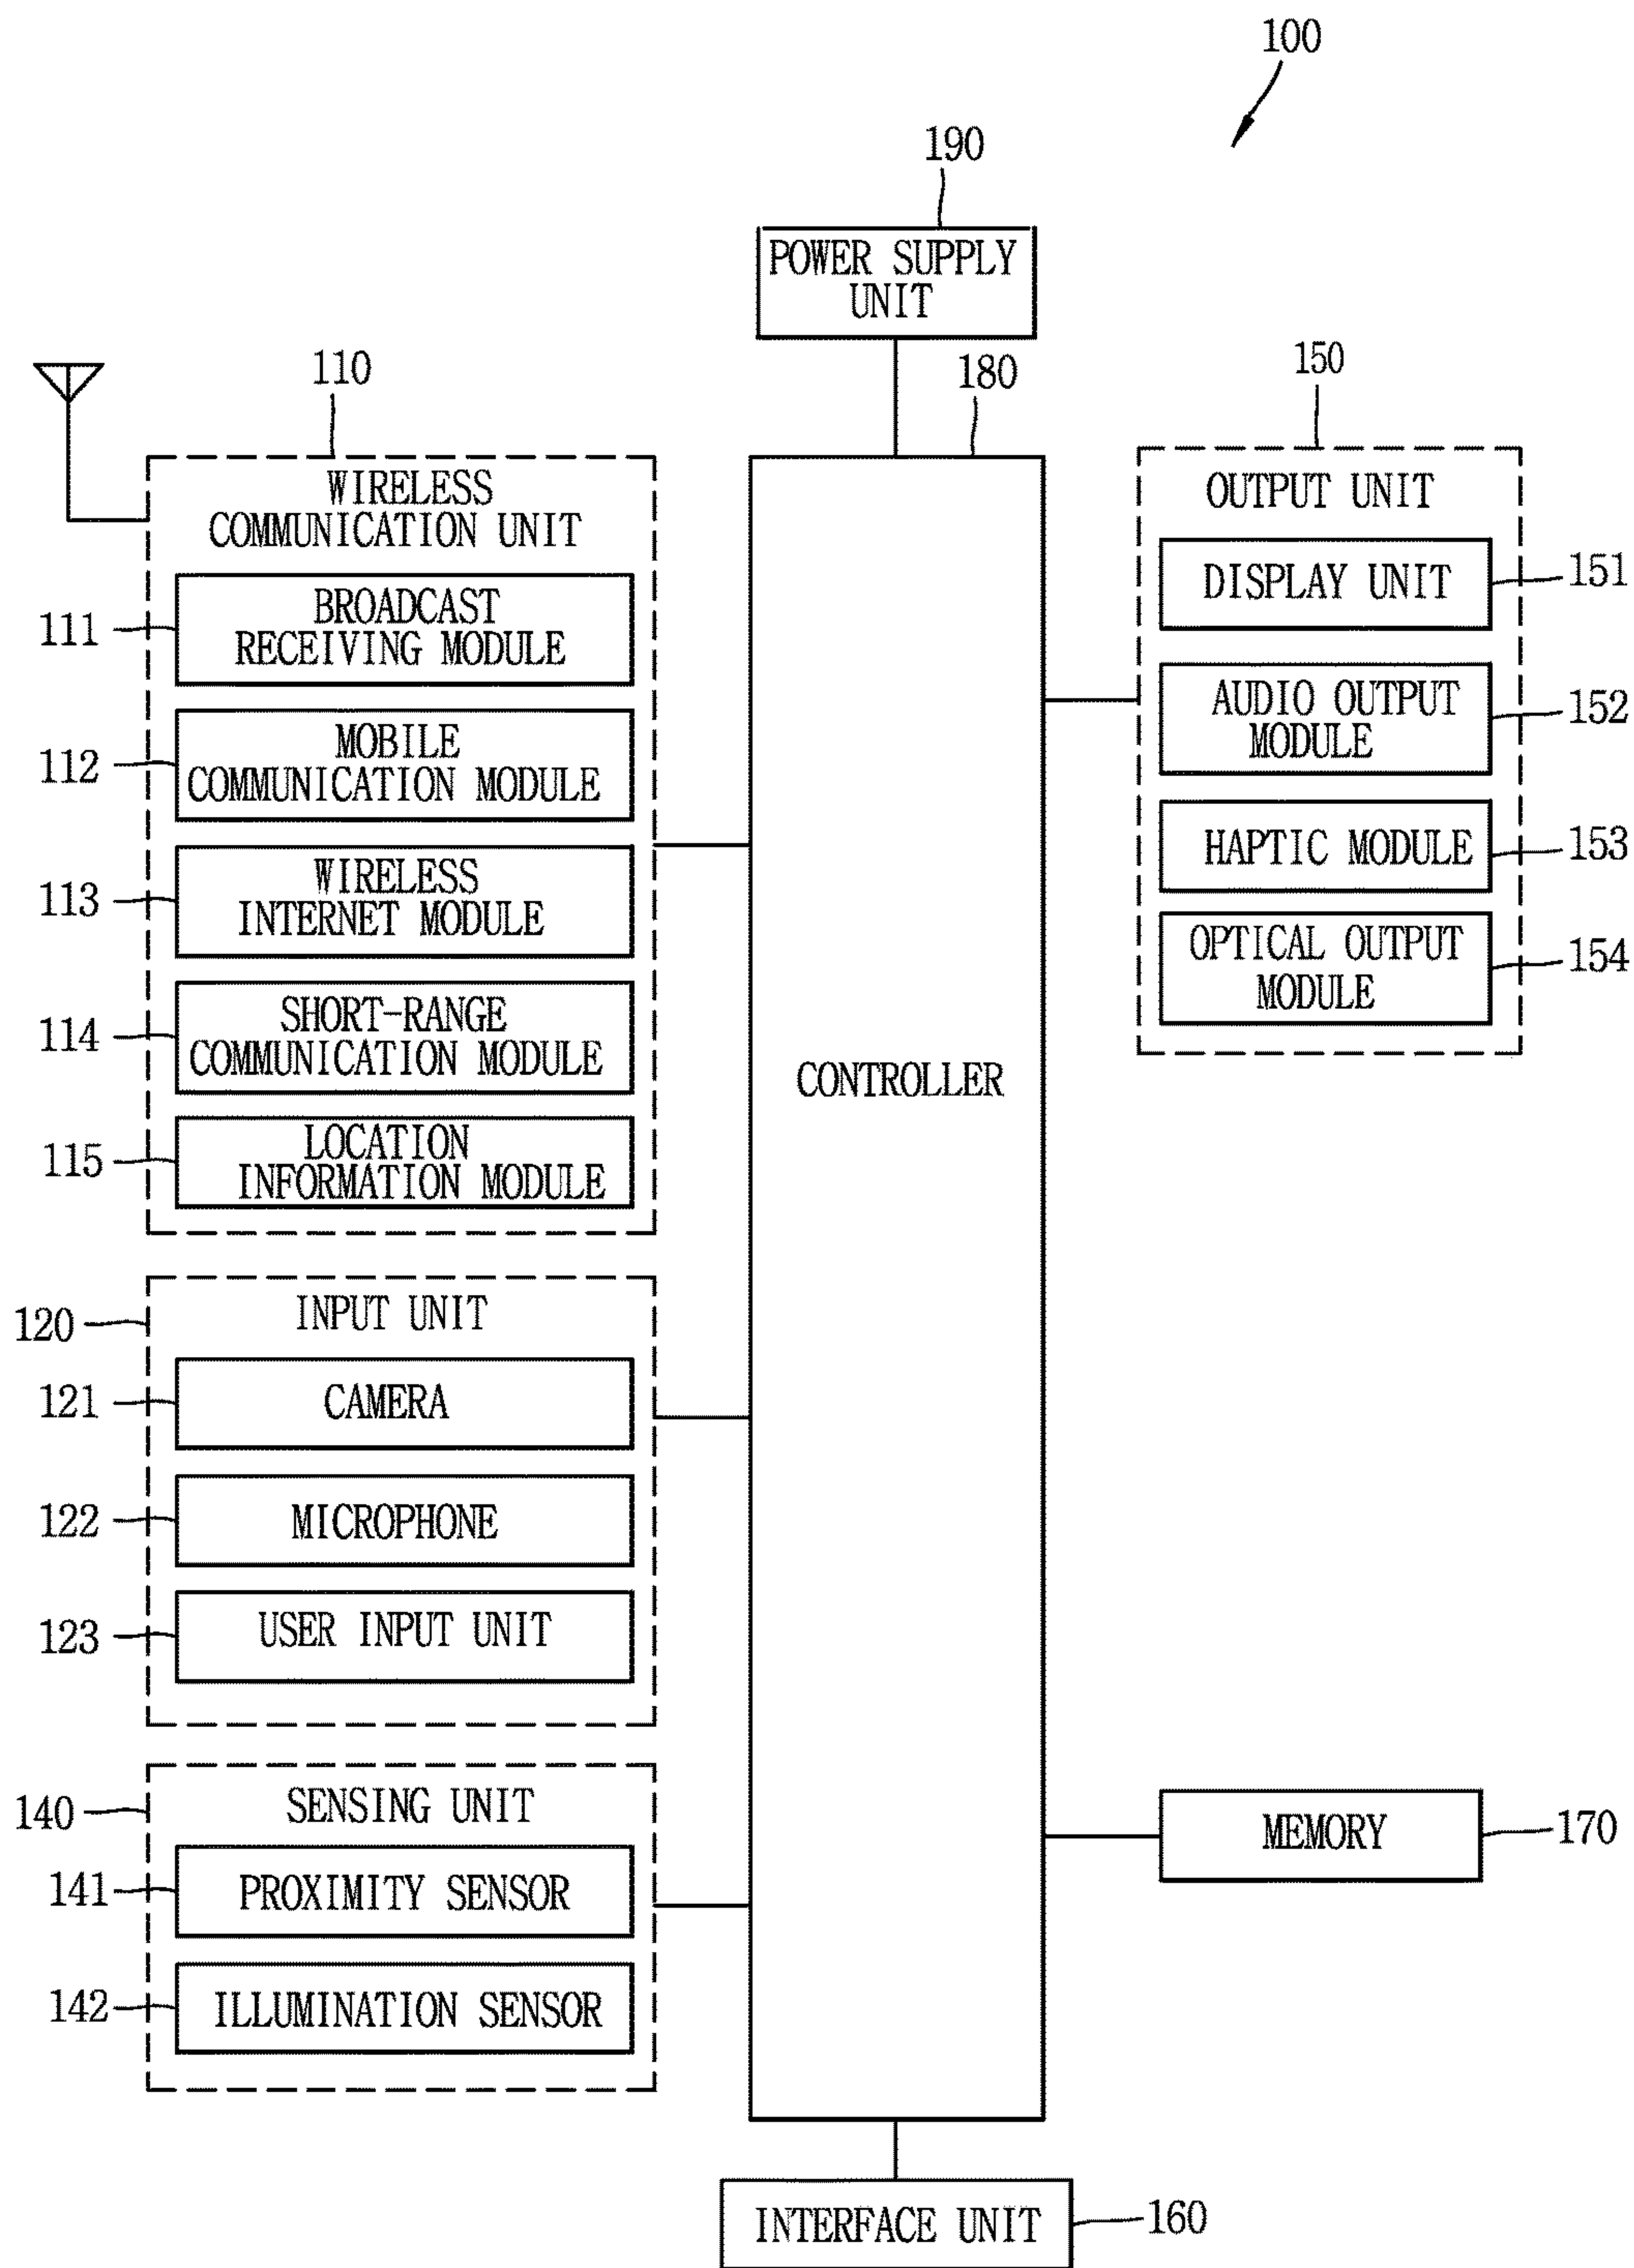 100
190
POWER SUPPLY
UNIT
110
180
150
WIRELESS
COMMUNICATION UNIT
111
BROADCAST
RECEIVING MODULE
112
MOBILE
COMMUNICATION MODULE
113
WIRELESS
INTERNET MODULE
114
SHORT-RANGE
COMMUNICATION MODULE
115
LOCATION
INFORMATION MODULE
120
INPUT UNIT
121
CAMERA
122
MICROPHONE
123
USER INPUT UNIT
140
SENSING UNIT
141
PROXIMITY SENSOR
142
ILLUMINATION SENSOR
CONTROLLER
OUTPUT UNIT
DISPLAY UNIT
151
AUDIO OUTPUT
MODULE
152
HAPTIC MODULE
153
OPTICAL OUTPUT
MODULE
154
MEMORY
170
INTERFACE UNIT
160